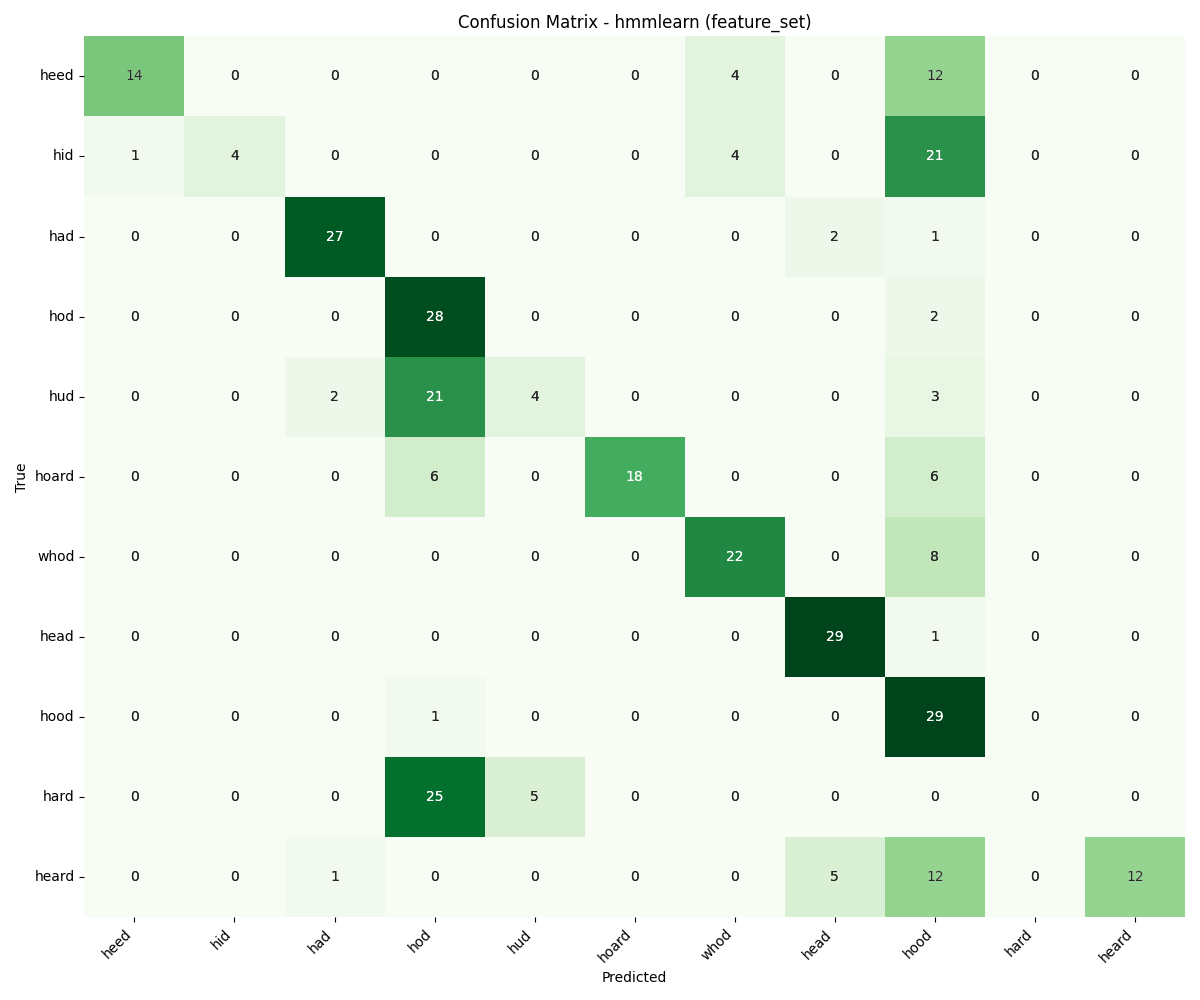 Confusion Matrix - hmmlearn (feature_set)
heed 14 0 0 0 0 0 4 0 12 0 0
hid 1 4 0 0 0 0 4 0 21 0 0
had 0 0 27 0 0 0 0 2 1 0 0
hod 0 0 0 28 0 0 0 0 2 0 0
hud 0 0 2 21 4 0 0 0 3 0 0
hoard 0 0 0 6 0 18 0 0 6 0 0
whod 0 0 0 0 0 0 22 0 8 0 0
head 0 0 0 0 0 0 0 29 1 0 0
hood 0 0 0 1 0 0 0 0 29 0 0
hard 0 0 0 25 5 0 0 0 0 0 0
heard 0 0 1 0 0 0 0 5 12 0 12
True
heed hid had hod hud hoard whod head hood hard heard
Predicted